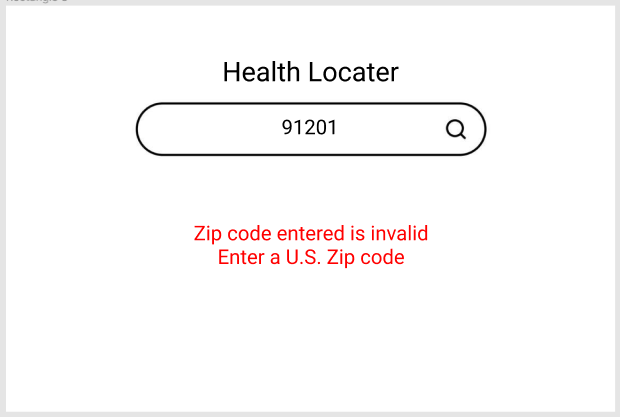 Health Locater
91201
Zip code entered is invalid
Enter a U.S. Zip code